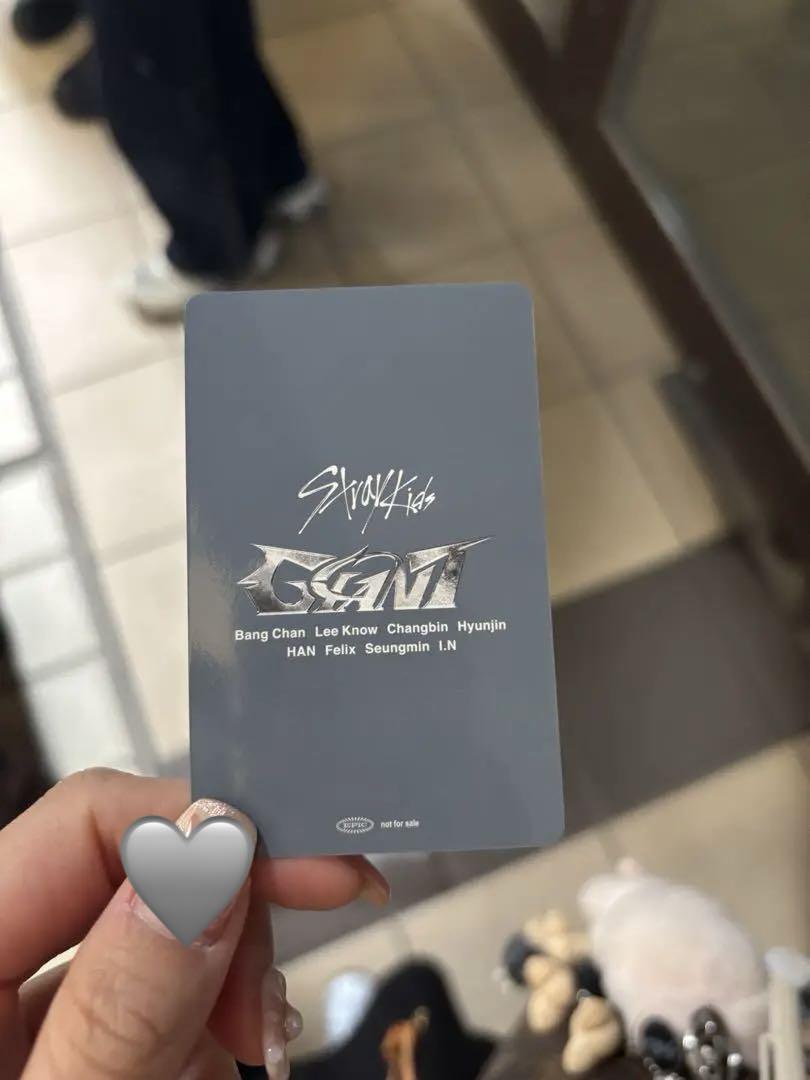 Stray Kids
GIANT
Bang Chan Lee Know Changbin Hyunjin
HAN Felix Seungmin I.N
EPIC not for sale